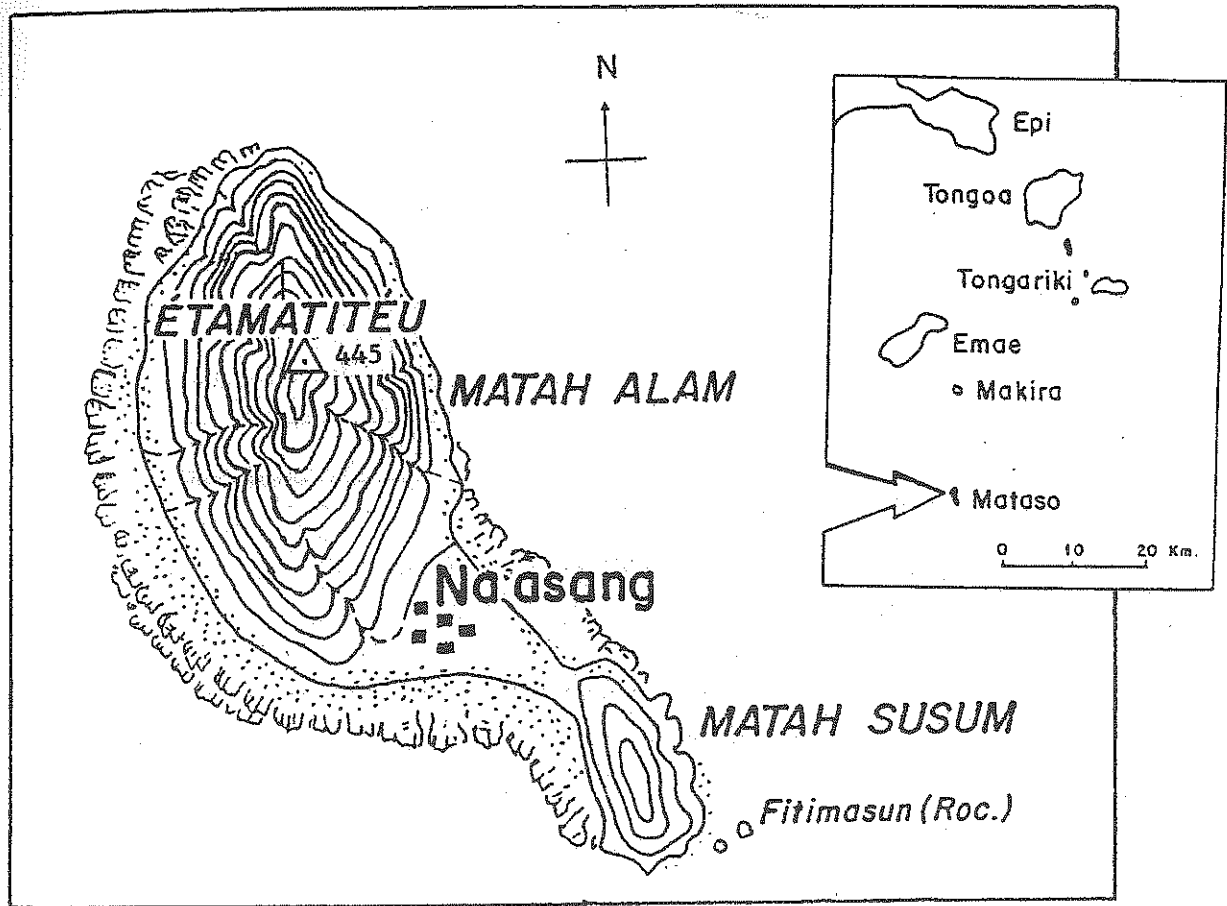 N
ÉTAMATITÉU
445
MATAH ALAM
Na'asang
MATAH SUSUM
Fitimasun (Roc.)
Epi
Tongoa
Tongariki
Emae
Makira
Mataso
0 10 20 Km.